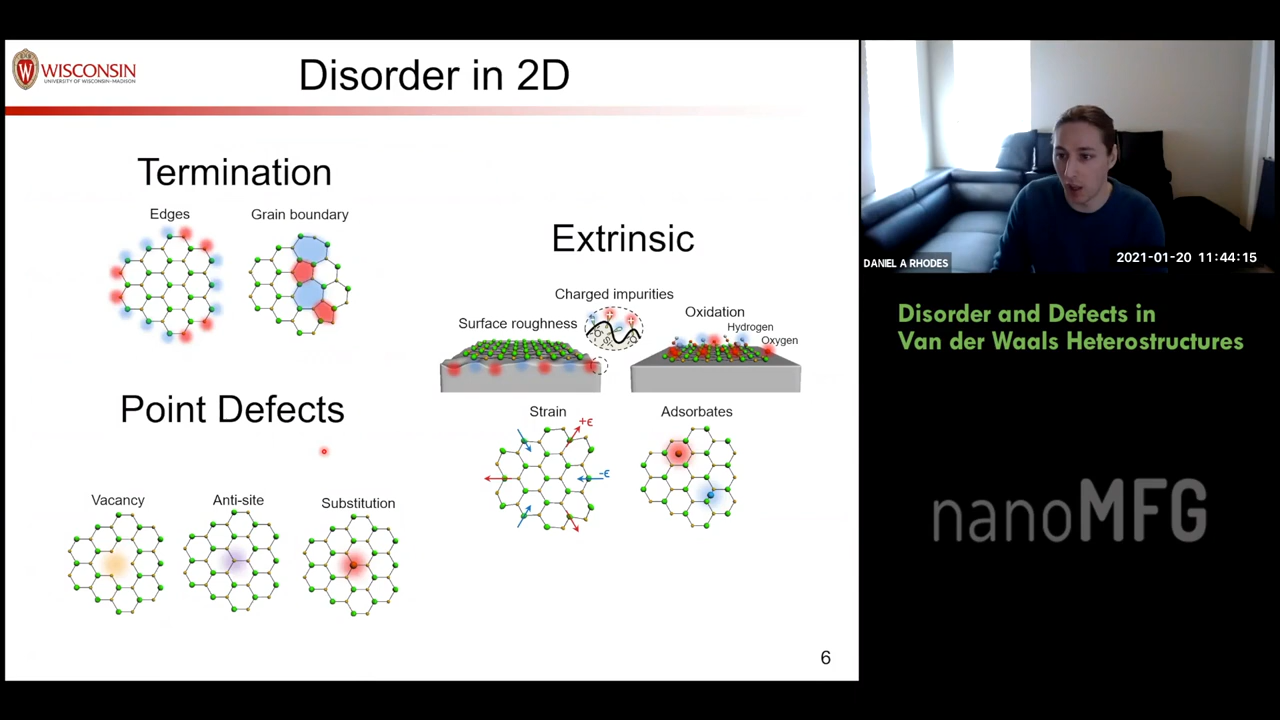 WISCONSIN
UNIVERSITY OF WISCONSIN-MADISON
Disorder in 2D
Termination
Edges
Grain boundary
Point Defects
Vacancy
Anti-site
Substitution
Extrinsic
Charged impurities
Surface roughness
Oxidation
Hydrogen
Oxygen
Strain
+ε
-ε
Adsorbates
6
DANIEL A RHODES
2021-01-20 11:44:15
Disorder and Defects in
Van der Waals Heterostructures
nanoMFG